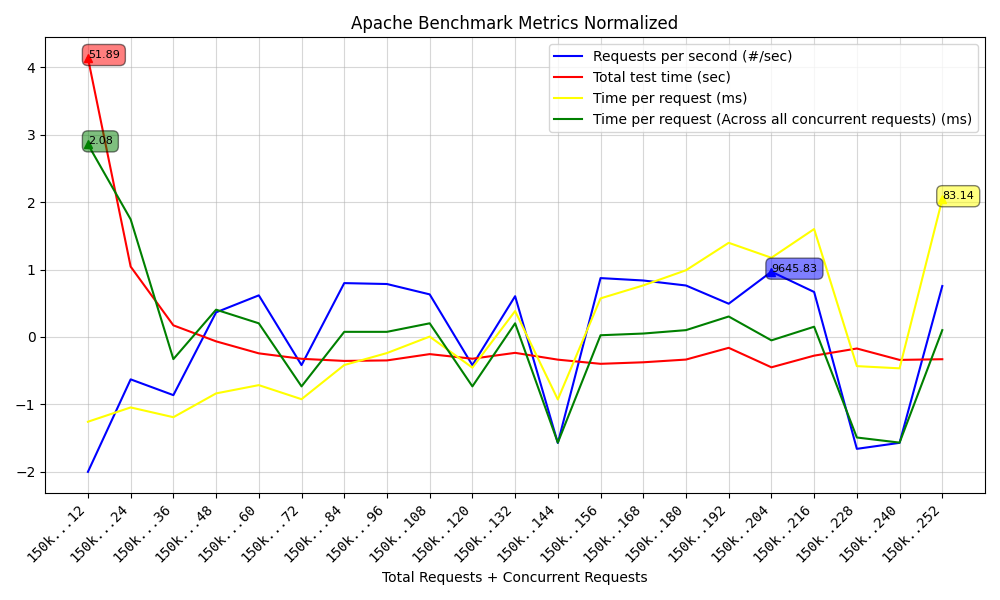 Apache Benchmark Metrics Normalized
51.89
2.08
83.14
9645.83
Requests per second (#/sec)
Total test time (sec)
Time per request (ms)
Time per request (Across all concurrent requests) (ms)
4
3
2
1
0
−1
−2
150k...12
150k...24
150k...36
150k...48
150k...60
150k...72
150k...84
150k...96
150k..108
150k..120
150k..132
150k..144
150k..156
150k..168
150k..180
150k..192
150k..204
150k..216
150k..228
150k..240
150k..252
Total Requests + Concurrent Requests